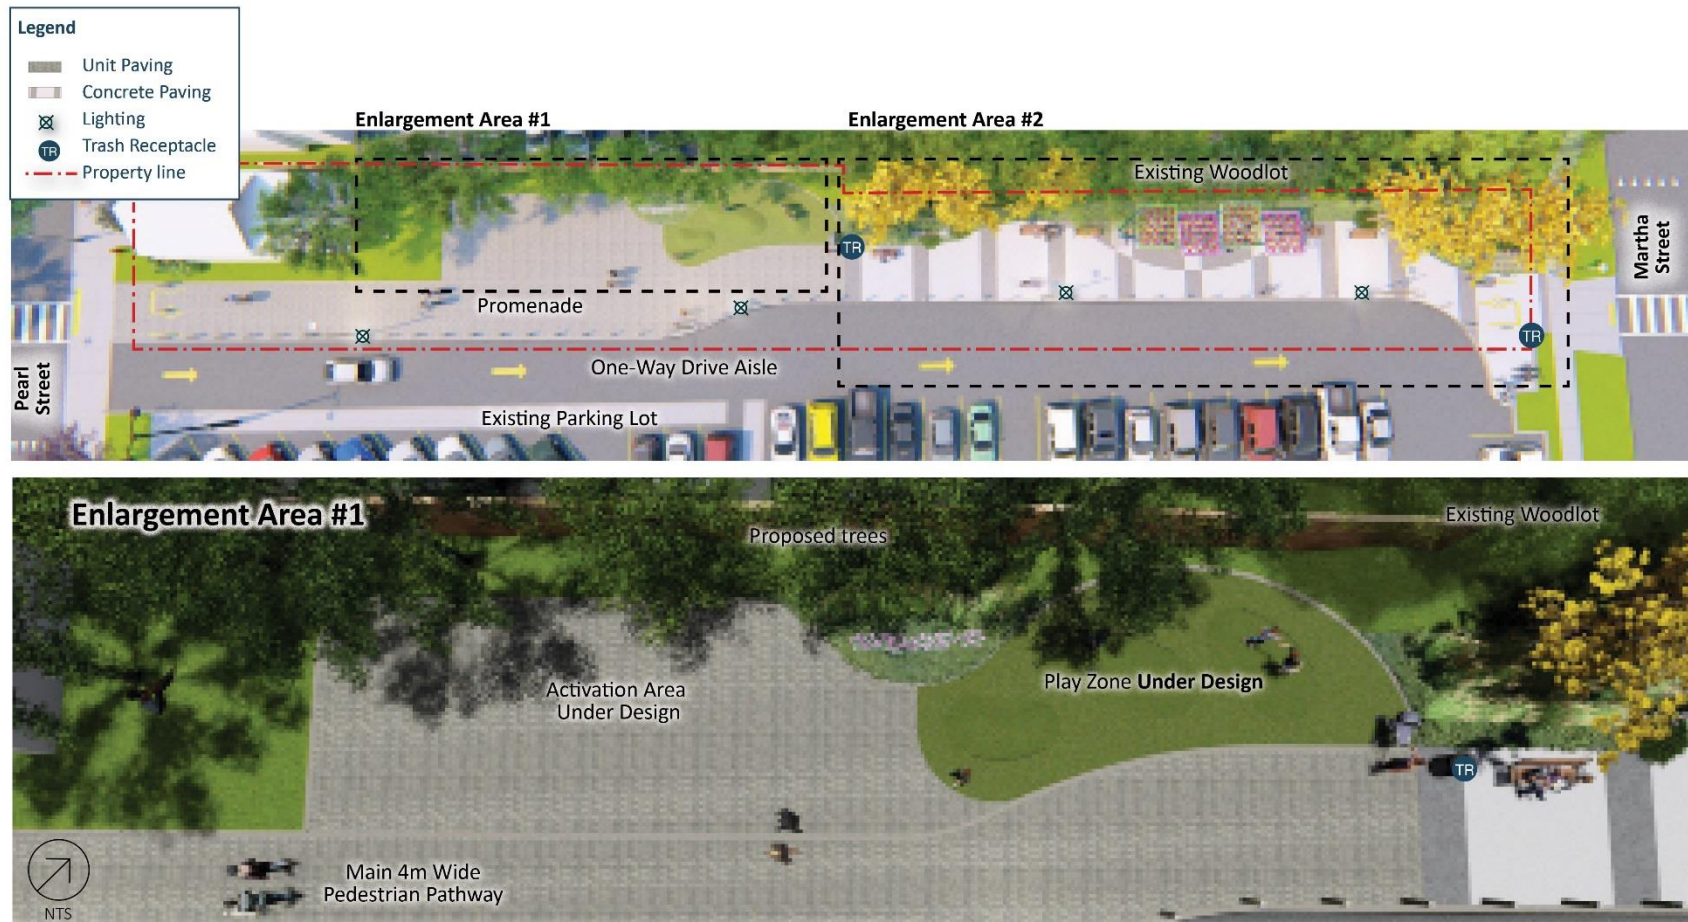 Legend
Unit Paving
Concrete Paving
Lighting
TR
Trash Receptacle
Property line
Enlargement Area #1
Enlargement Area #2
Existing Woodlot
TR
Promenade
One-Way Drive Aisle
Existing Parking Lot
TR
Pearl
Street
Martha
Street
Enlargement Area #1
Proposed trees
Existing Woodlot
Activation Area
Under Design
Play Zone Under Design
TR
Main 4m Wide
Pedestrian Pathway
NTS